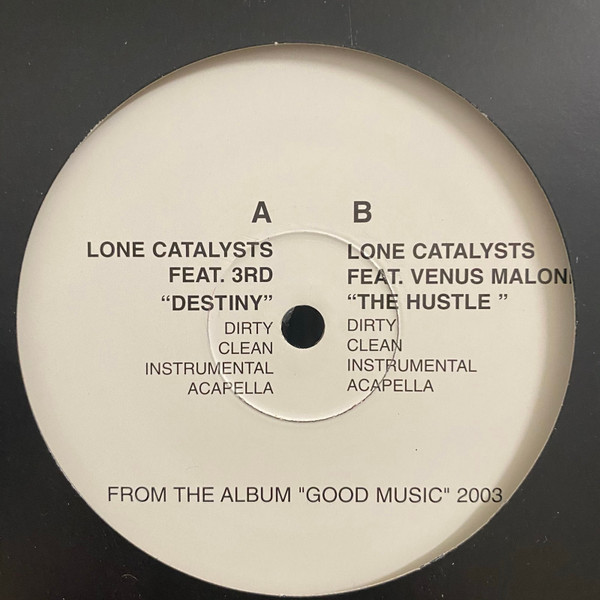 A
LONE CATALYSTS
FEAT. 3RD
“DESTINY”
DIRTY
CLEAN
INSTRUMENTAL
ACAPELLA
B
LONE CATALYSTS
FEAT. VENUS
“THE HUSTLE ”
DIRTY
CLEAN
INSTRUMENTAL
ACAPELLA
FROM THE ALBUM "GOOD MUSIC" 2003